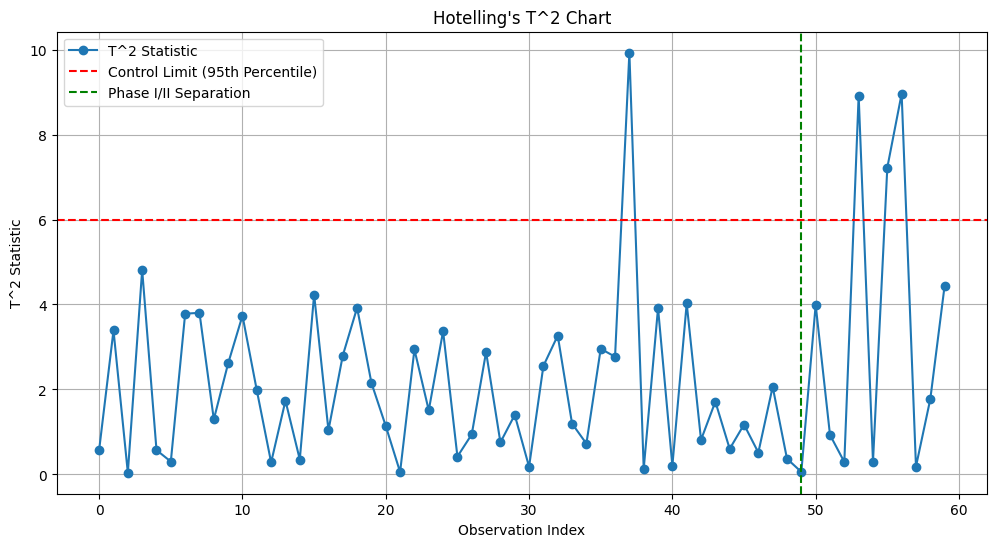 Hotelling's T^2 Chart
T^2 Statistic
Control Limit (95th Percentile)
Phase I/II Separation
T^2 Statistic
10
8
6
4
2
0
0
10
20
30
40
50
60
Observation Index